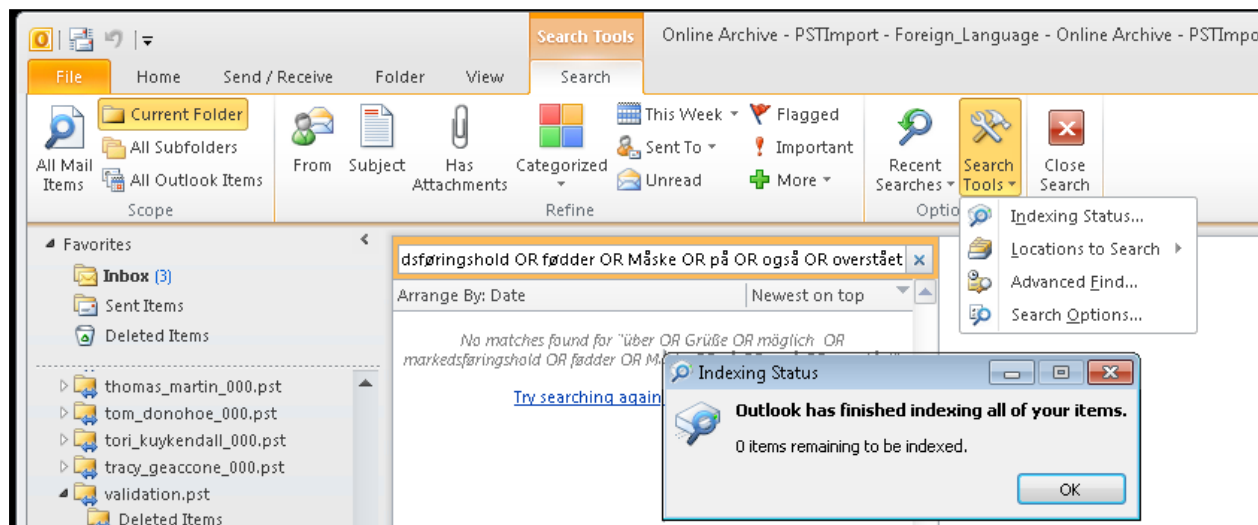 Search Tools Online Archive - PSTImport - Foreign_Language - Online Archive - PSTImpo
File Home Send / Receive Folder View Search
All Mail Items
Current Folder
All Subfolders
All Outlook Items
Scope
From
Subject
Has Attachments
Categorized
This Week
Sent To
Unread
Flagged
Important
More
Refine
Recent Searches
Search Tools
Optio
Close Search
Indexing Status...
Locations to Search
Advanced Find...
Search Options...
Favorites
Inbox (3)
Sent Items
Deleted Items
thomas_martin_000.pst
tom_donohoe_000.pst
tori_kuykendall_000.pst
tracy_geaccone_000.pst
validation.pst
Deleted Items
dsføringshold OR fødder OR Måske OR på OR også OR overstået
Arrange By: Date Newest on top
No matches found for "über OR Grüße OR möglich OR
markedsføringshold OR fødder OR
Try searching again
Indexing Status
Outlook has finished indexing all of your items.
0 items remaining to be indexed.
OK